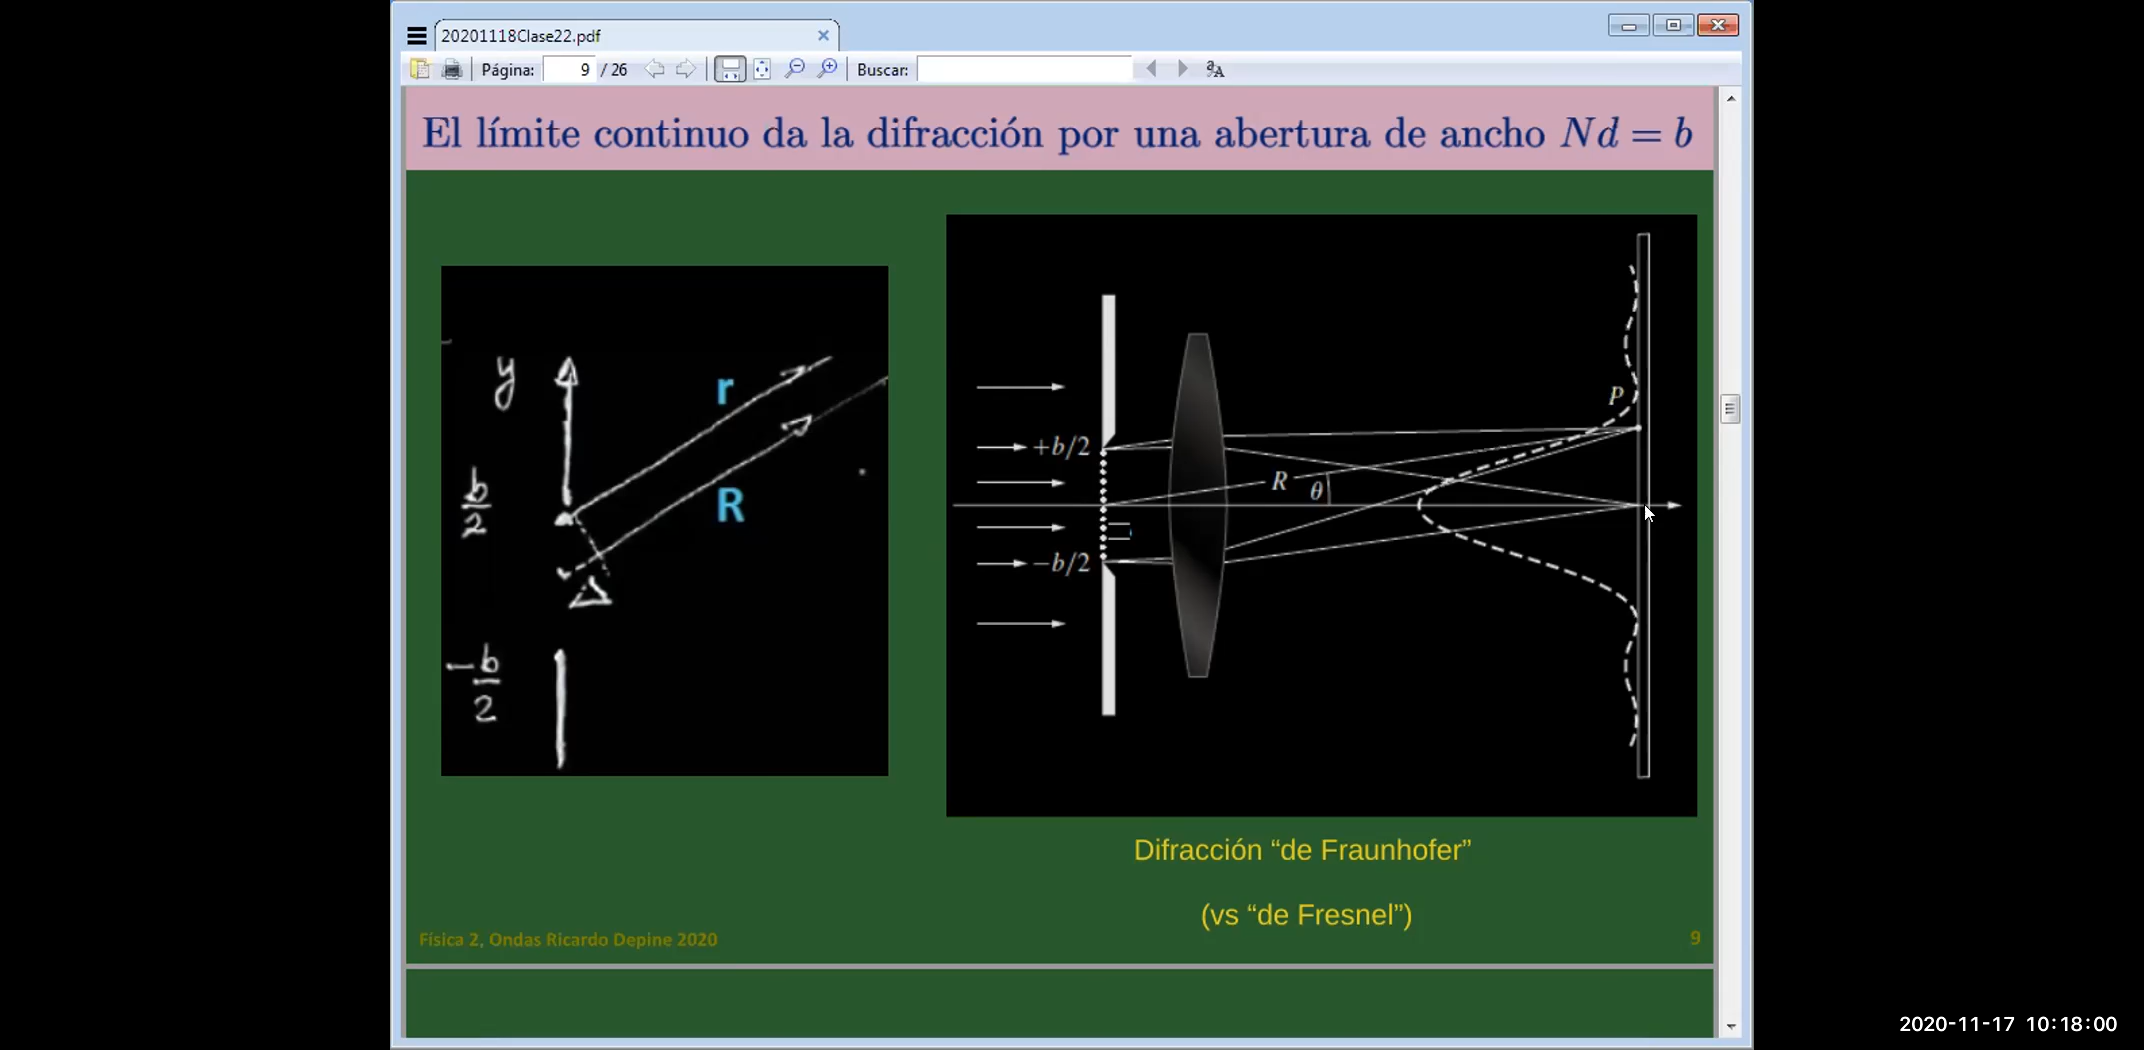 20201118Clase22.pdf
Página: 9 / 26 Buscar:
El límite continuo da la difracción por una abertura de ancho Nd = b
y
r
b/2
R
Δ
-b/2
P
+b/2
R
θ
−b/2
Difracción “de Fraunhofer”
(vs “de Fresnel”)
Física 2, Ondas Ricardo Depine 2020
9
2020-11-17 10:18:00